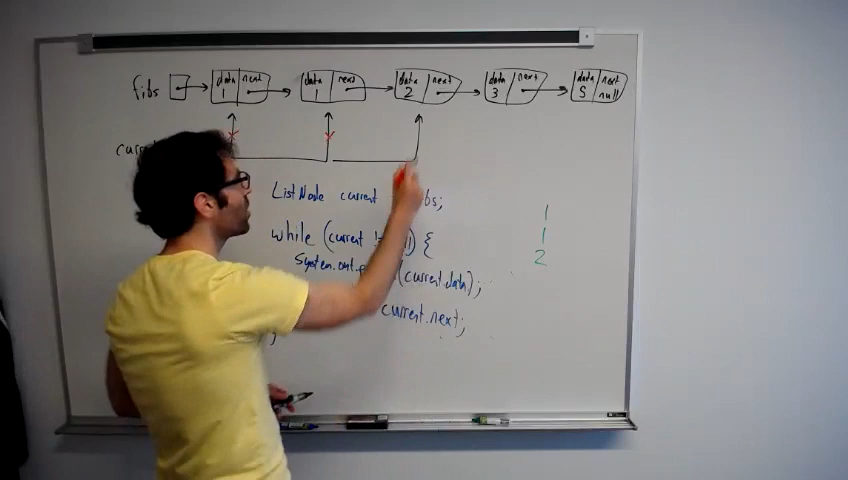 fibs data 1 next data 1 next data 2 next data 3 next data 5 next null
ListNode current
while (current != ) {
System.out. (current.data);
current.next;
1
1
2